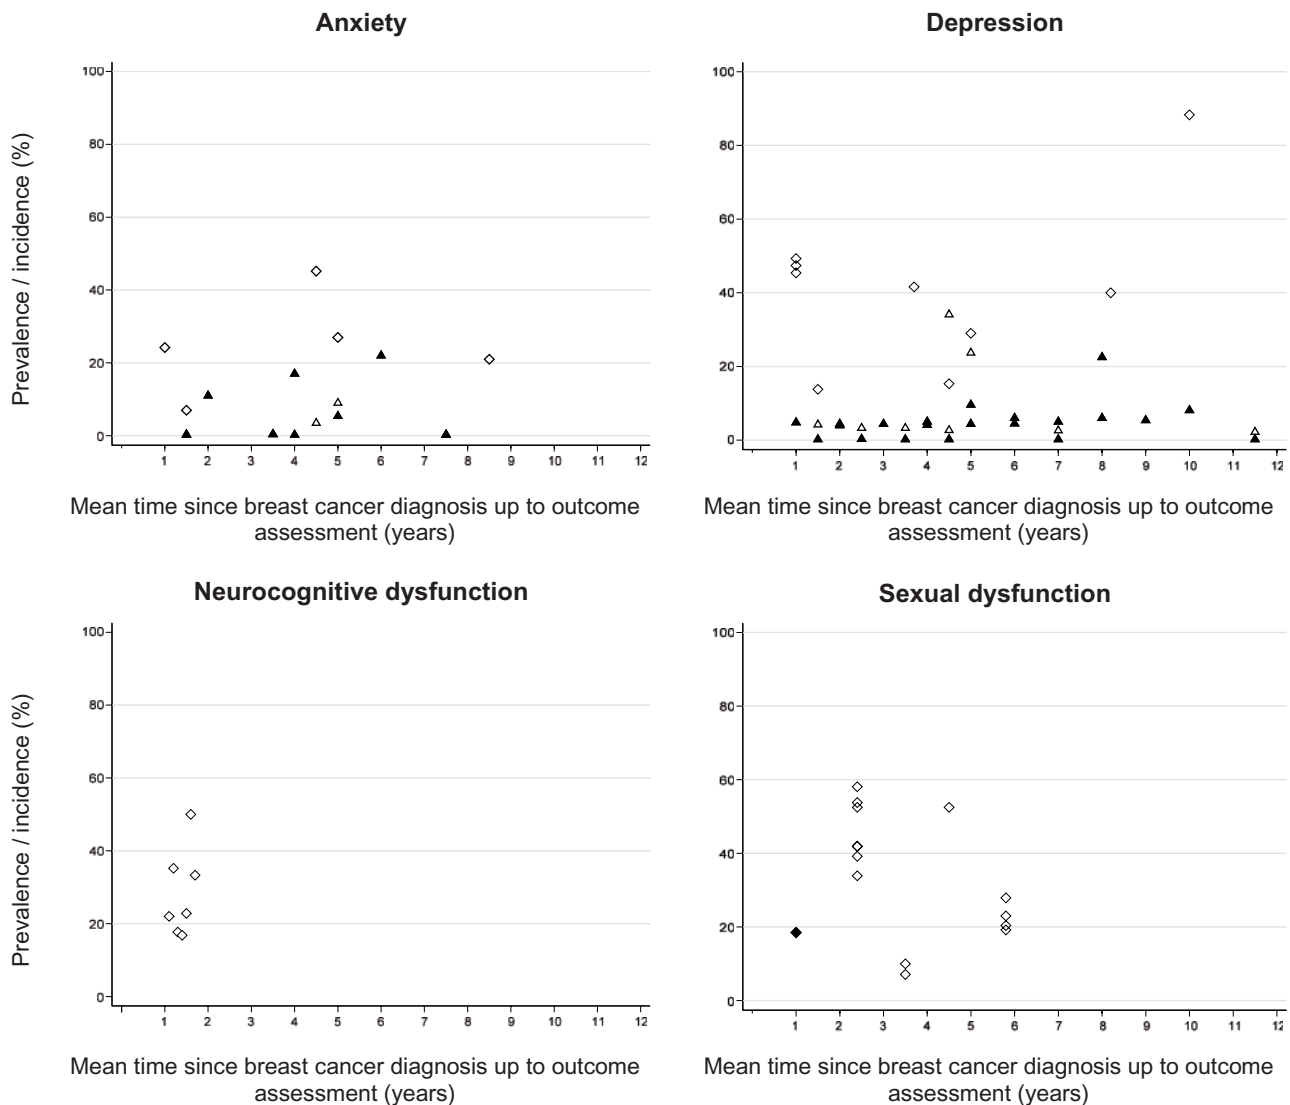 Anxiety
Prevalence / incidence (%)
100
80
60
40
20
0
1 2 3 4 5 6 7 8 9 10 11 12
Mean time since breast cancer diagnosis up to outcome
assessment (years)
Depression
100
80
60
40
20
0
1 2 3 4 5 6 7 8 9 10 11 12
Mean time since breast cancer diagnosis up to outcome
assessment (years)
Neurocognitive dysfunction
Prevalence / incidence (%)
100
80
60
40
20
0
1 2 3 4 5 6 7 8 9 10 11 12
Mean time since breast cancer diagnosis up to outcome
assessment (years)
Sexual dysfunction
100
80
60
40
20
0
1 2 3 4 5 6 7 8 9 10 11 12
Mean time since breast cancer diagnosis up to outcome
assessment (years)